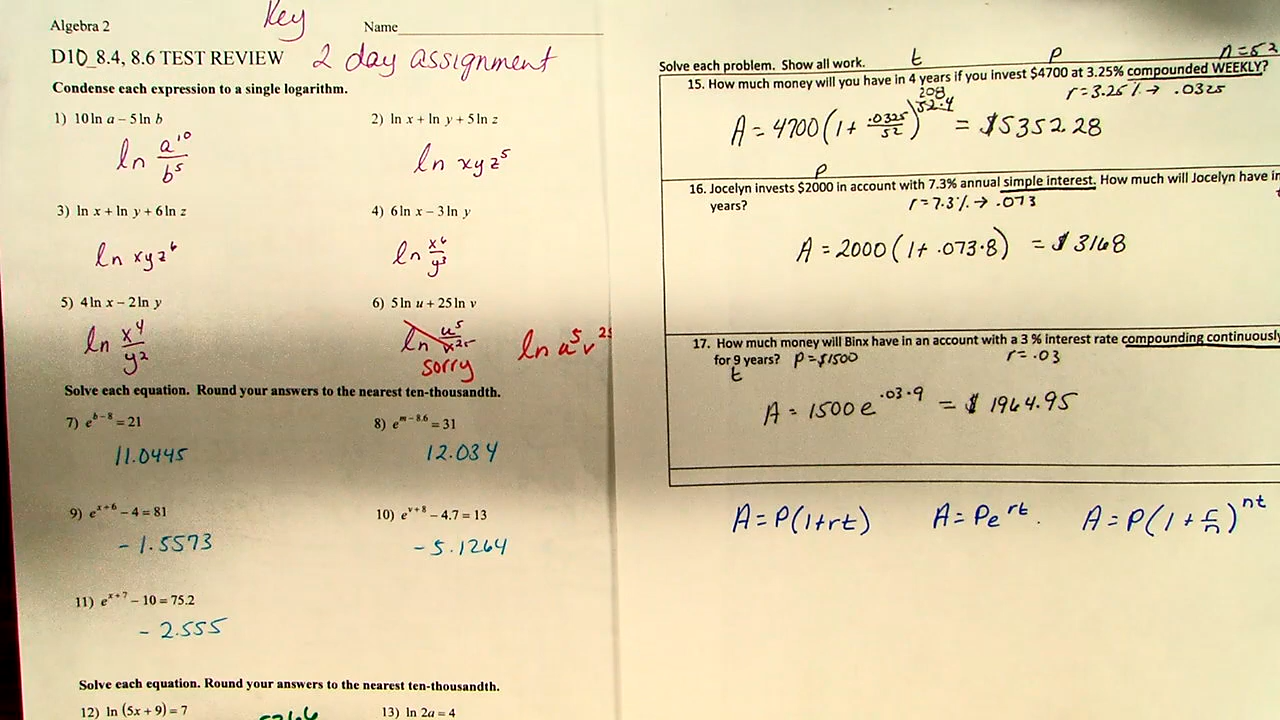 Algebra 2
Key
Name
D10_8.4, 8.6 TEST REVIEW
2 day assignment
Condense each expression to a single logarithm.
1) 10 ln a − 5 ln b
2) ln x + ln y + 5 ln z
ln a^10/b^5
ln xyz^5
3) ln x + ln y + 6 ln z
4) 6 ln x − 3 ln y
ln xyz^6
ln x^6/y^3
5) 4 ln x − 2 ln y
6) 5 ln u + 25 ln v
ln x^4/y^2
sorry
Solve each equation. Round your answers to the nearest ten-thousandth.
7) e^(b − 8) = 21
8) e^(m − 8.6) = 31
11.0445
12.034
9) e^(x + 6) − 4 = 81
10) e^(v + 8) − 4.7 = 13
-1.5573
-5.1264
11) e^(x + 7) − 10 = 75.2
-2.555
Solve each equation. Round your answers to the nearest ten-thousandth.
12) ln (5x + 9) = 7
13) ln 2a = 4
Solve each problem. Show all work.
t
P
n=52
15. How much money will you have in 4 years if you invest $4700 at 3.25% compounded WEEKLY?
r=3.25% → .0325
208
52·4
A = 4700(1 + .0325/52) = $5352.28
P
16. Jocelyn invests $2000 in account with 7.3% annual simple interest. How much will Jocelyn have in
years?
r=7.3% → .073
A = 2000(1 + .073·8) = $3168
17. How much money will Binx have in an account with a 3 % interest rate compounding continuously
for 9 years?
P=$1500
r=.03
t
A = 1500e^(.03·9) = $1964.95
A = P(1+rt)
A = Pe^rt.
A = P(1 + r/n)^nt